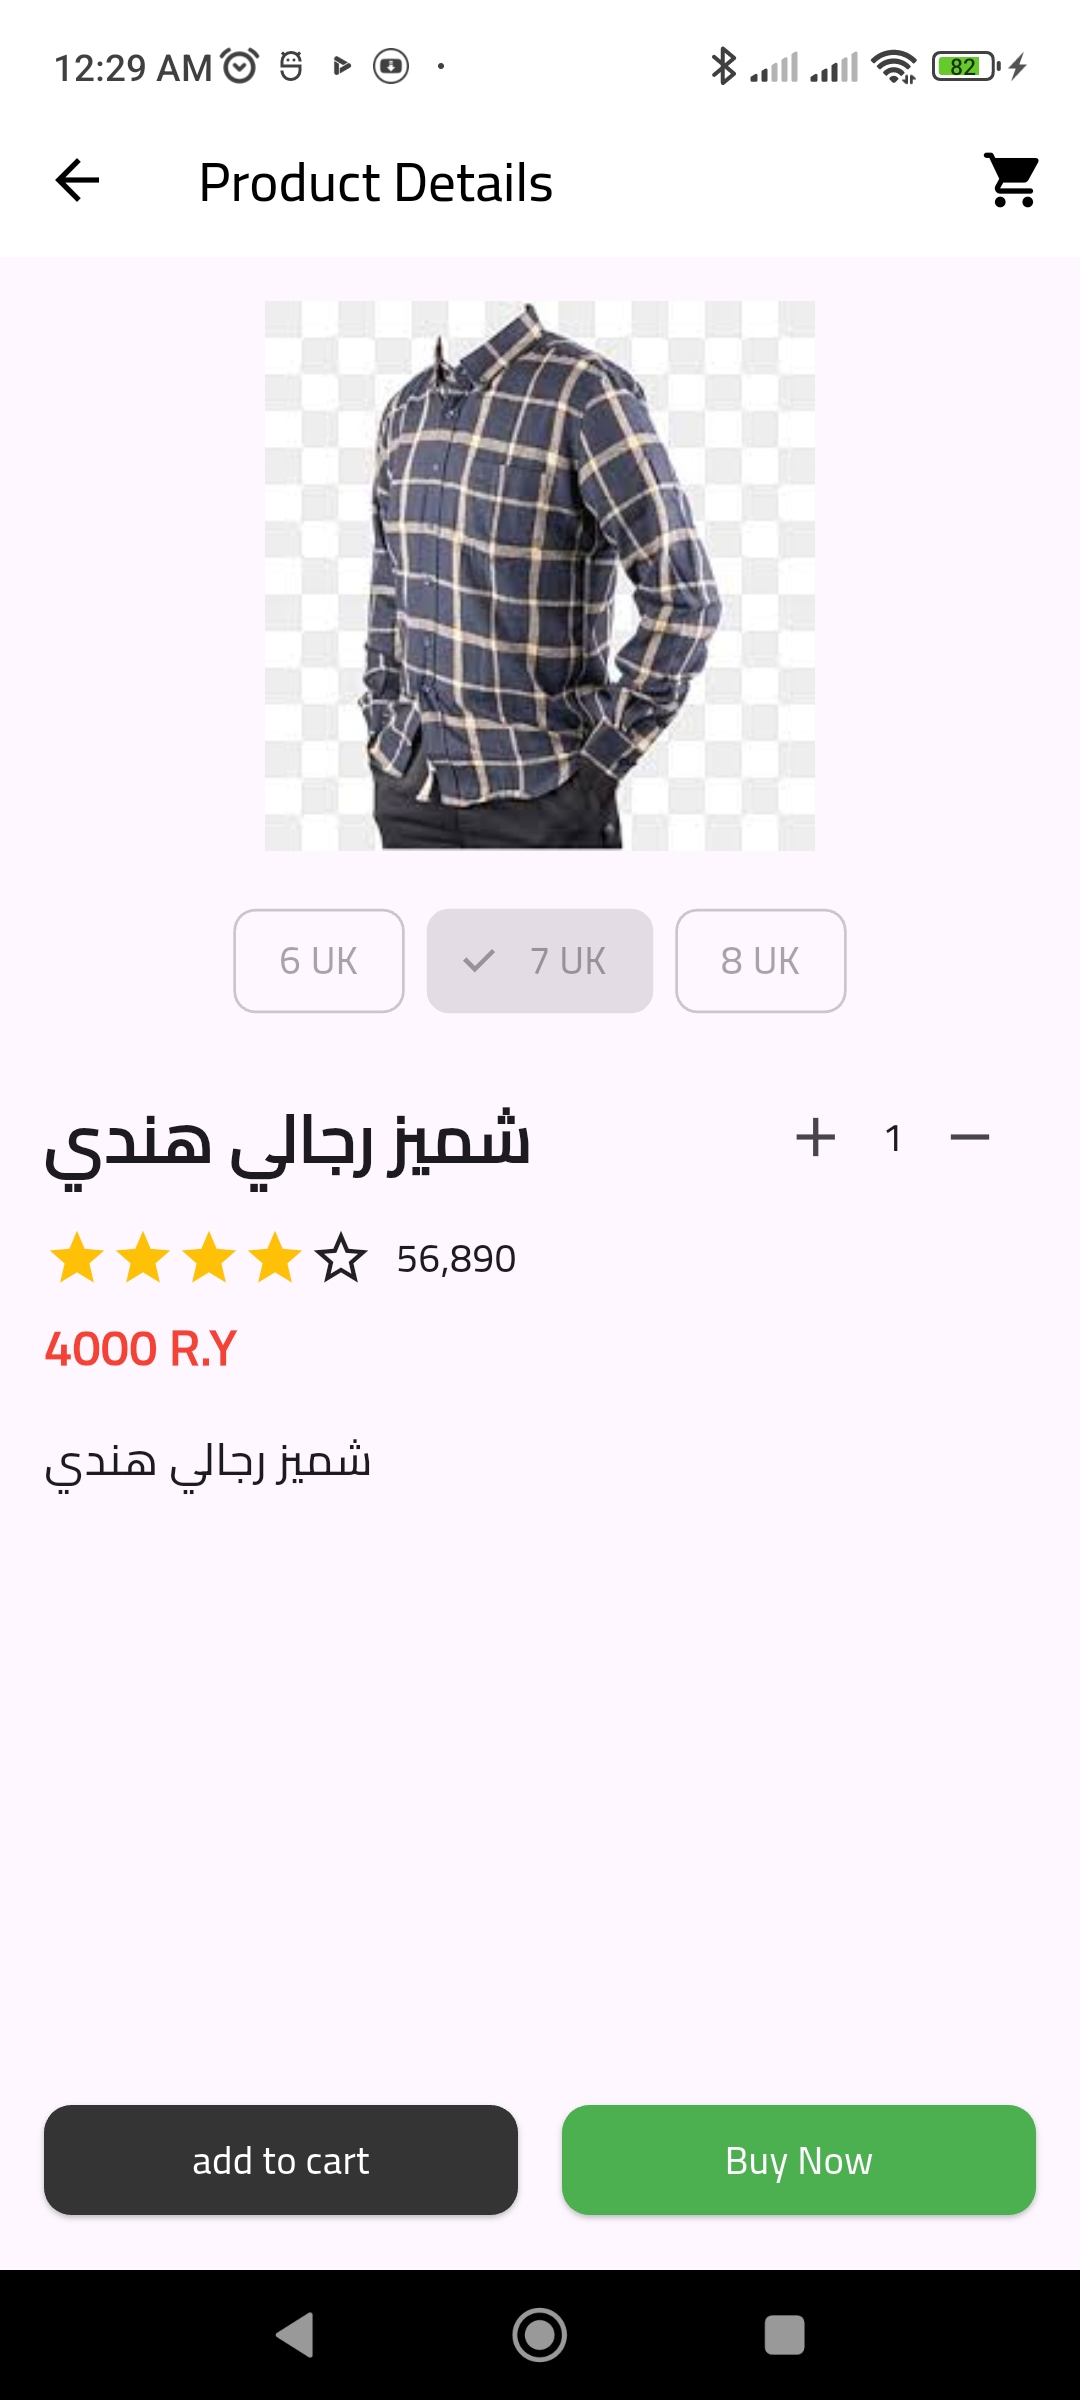 12:29 AM
82
Product Details
6 UK
7 UK
8 UK
شميز رجالي هندي
1
56,890
4000 R.Y
شميز رجالي هندي
add to cart
Buy Now